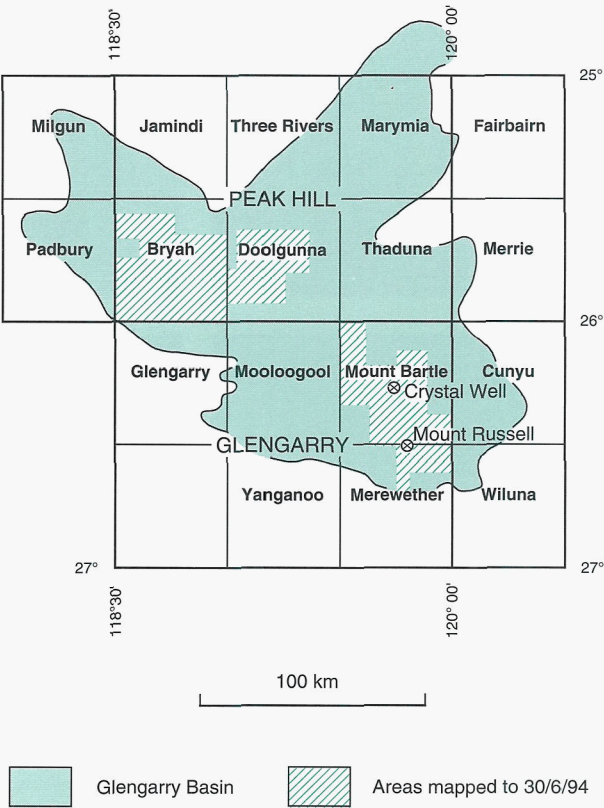 118°30'
120° 00'
25°
Milgun
Jamindi
Three Rivers
Marymia
Fairbairn
PEAK HILL
Padbury
Bryah
Doolgunna
Thaduna
Merrie
26°
Glengarry
Mooloogool
Mount Bartle
Cunyu
Crystal Well
Mount Russell
GLENGARRY
Yanganoo
Merewether
Wiluna
27°
27°
118°30'
120° 00'
100 km
Glengarry Basin
Areas mapped to 30/6/94